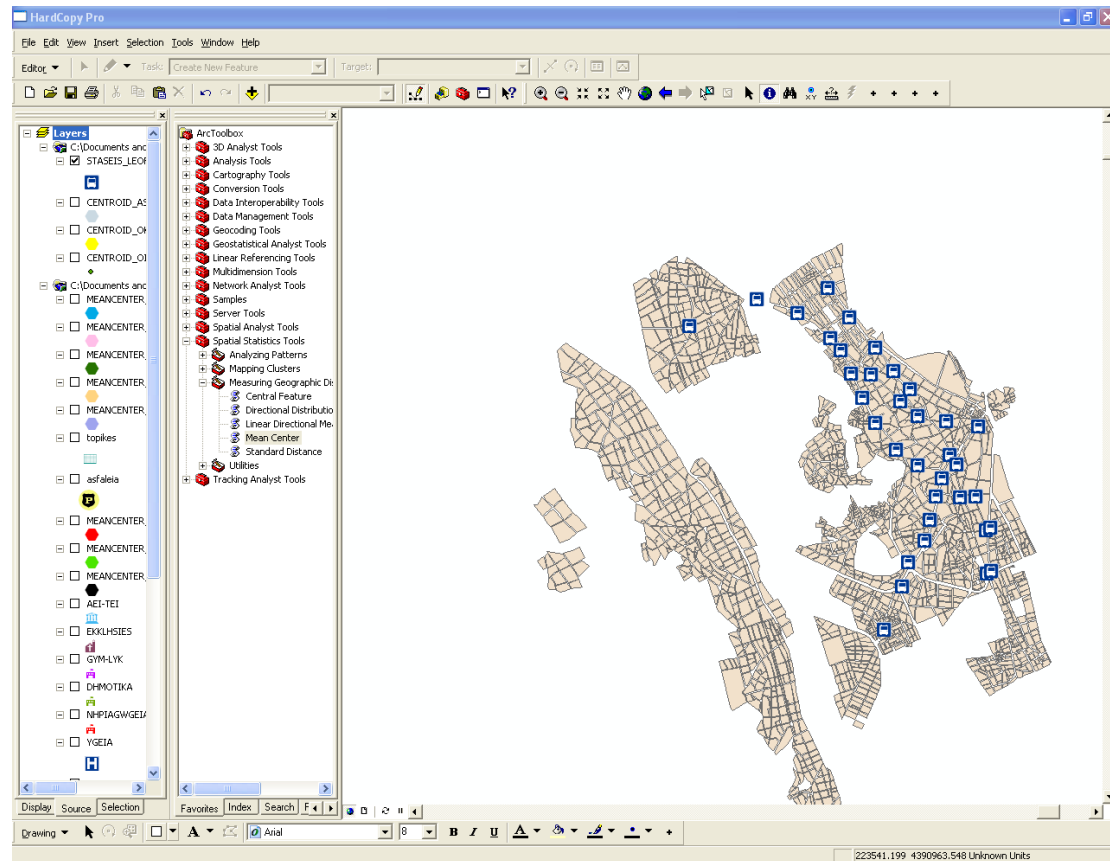 HardCopy Pro
File Edit View Insert Selection Tools Window Help
Editor Task: Create New Feature Target:
Layers
C:\Documents and
STASEIS_LEOF
CENTROID_AS
CENTROID_OI
C:\Documents and
MEANCENTER_
MEANCENTER_
MEANCENTER_
MEANCENTER_
MEANCENTER_
topikes
asfaleia
P
MEANCENTER_
MEANCENTER_
MEANCENTER_
AEI-TEI
EKKLHSIES
GYM-LYK
DHMOTIKA
NHPIAGWGEIA
YGEIA
H
Display Source Selection
ArcToolbox
3D Analyst Tools
Analysis Tools
Cartography Tools
Conversion Tools
Data Interoperability Tools
Data Management Tools
Geocoding Tools
Geostatistical Analyst Tools
Linear Referencing Tools
Multidimension Tools
Network Analyst Tools
Samples
Server Tools
Spatial Analyst Tools
Spatial Statistics Tools
Analyzing Patterns
Mapping Clusters
Measuring Geographic Di
Central Feature
Directional Distributio
Linear Directional Me
Mean Center
Standard Distance
Utilities
Tracking Analyst Tools
Favorites Index Search F
Drawing A Arial 8 B I U A
223541.199 4390963.548 Unknown Units